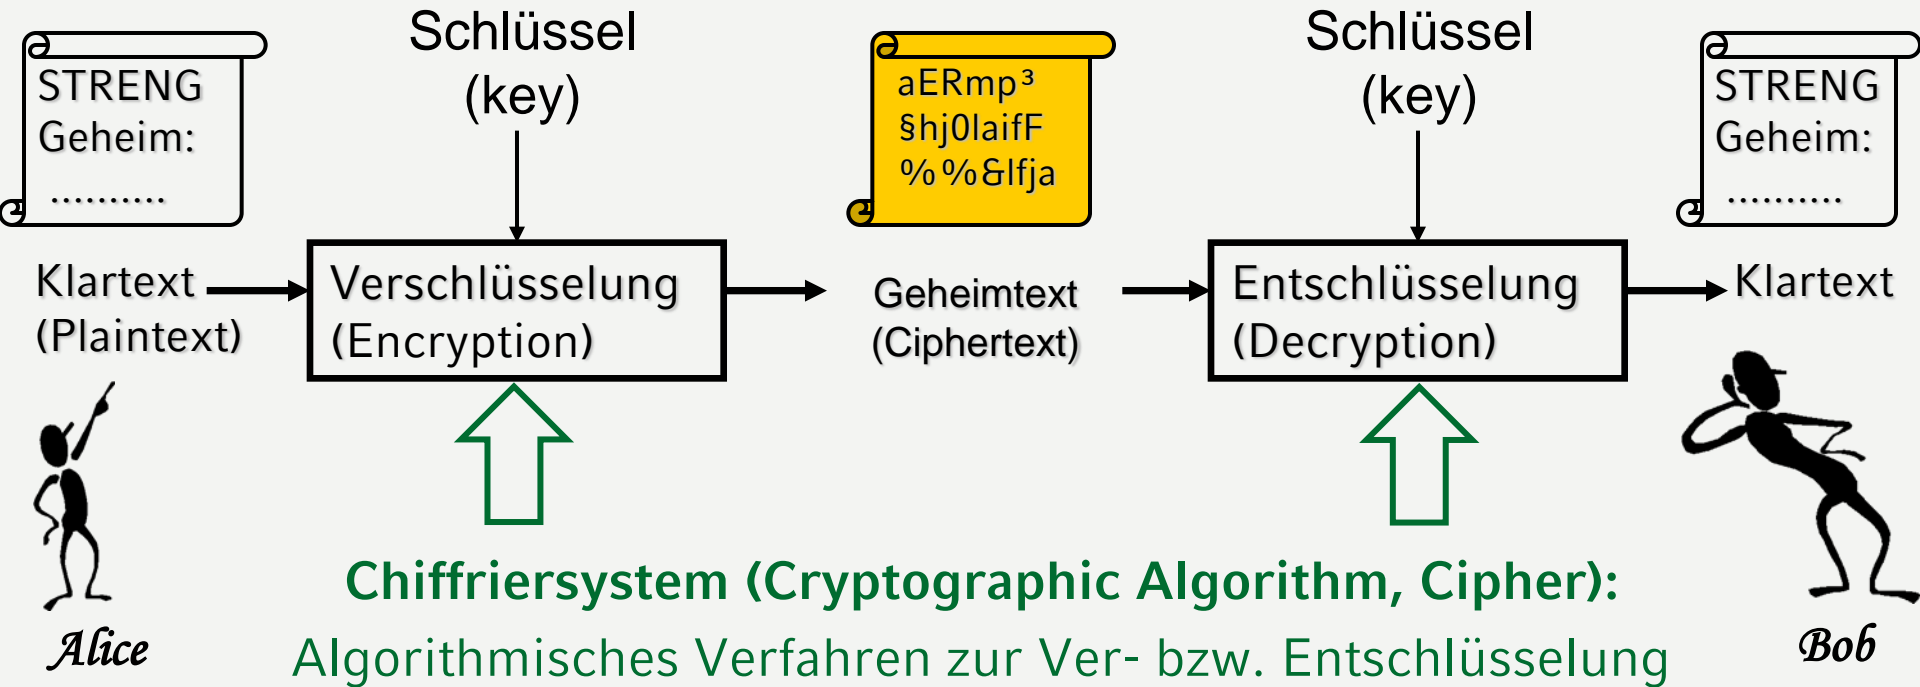 STRENG
Geheim:
..........
Schlüssel
(key)
aERmp³
§hj0laifF
%%&lfja
Schlüssel
(key)
STRENG
Geheim:
..........
Klartext
(Plaintext)
Verschlüsselung
(Encryption)
Geheimtext
(Ciphertext)
Entschlüsselung
(Decryption)
Klartext
Chiffriersystem (Cryptographic Algorithm, Cipher):
Algorithmisches Verfahren zur Ver- bzw. Entschlüsselung
Alice
Bob